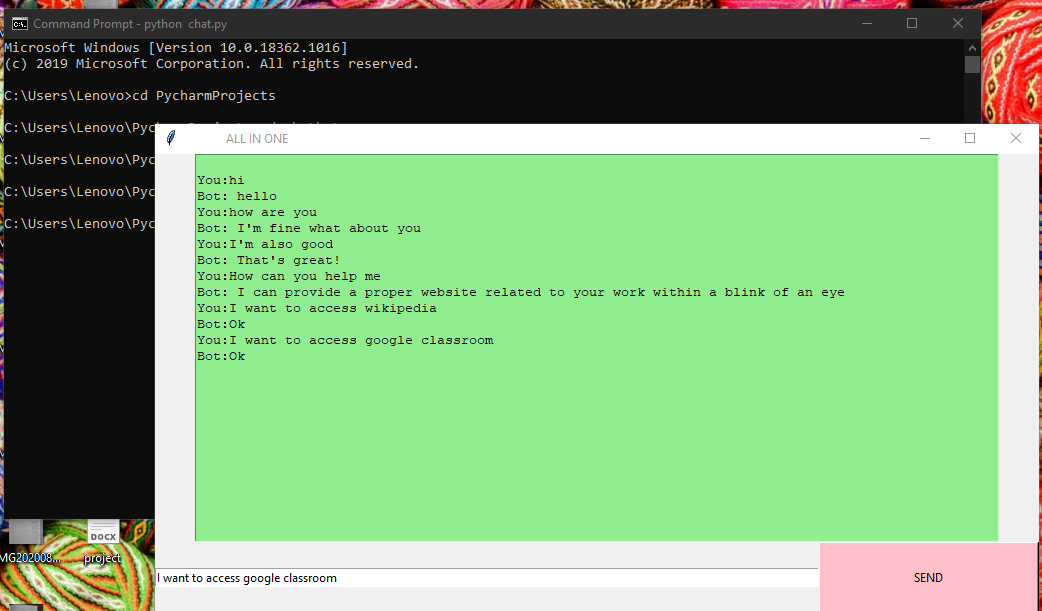 Command Prompt - python  chat.py
Microsoft Windows [Version 10.0.18362.1016]
(c) 2019 Microsoft Corporation. All rights reserved.
C:\Users\Lenovo>cd PycharmProjects
C:\Users\Lenovo\Pyc
C:\Users\Lenovo\Pyc
C:\Users\Lenovo\Pyc
C:\Users\Lenovo\Pyc
ALL IN ONE
You:hi
Bot: hello
You:how are you
Bot: I'm fine what about you
You:I'm also good
Bot: That's great!
You:How can you help me
Bot: I can provide a proper website related to your work within a blink of an eye
You:I want to access wikipedia
Bot:Ok
You:I want to access google classroom
Bot:Ok
DOCX
MG202008... project
I want to access google classroom
SEND